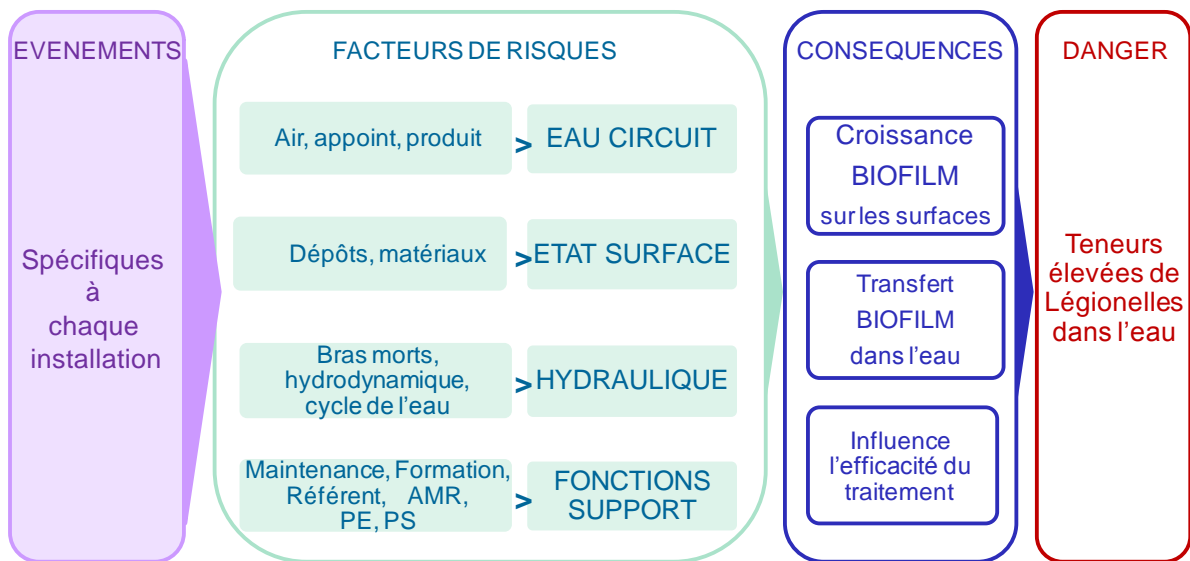 EVENEMENTS
Spécifiques
à
chaque
installation
FACTEURS DE RISQUES
Air, appoint, produit
>
EAU CIRCUIT
Dépôts, matériaux
>
ETAT SURFACE
Bras morts,
hydrodynamique,
cycle de l'eau
>
HYDRAULIQUE
Maintenance, Formation,
Référent, AMR,
PE, PS
>
FONCTIONS
SUPPORT
CONSEQUENCES
Croissance
BIOFILM
sur les surfaces
Transfert
BIOFILM
dans l'eau
Influence
l'efficacité du
traitement
DANGER
Teneurs
élevées de
Légionelles
dans l'eau